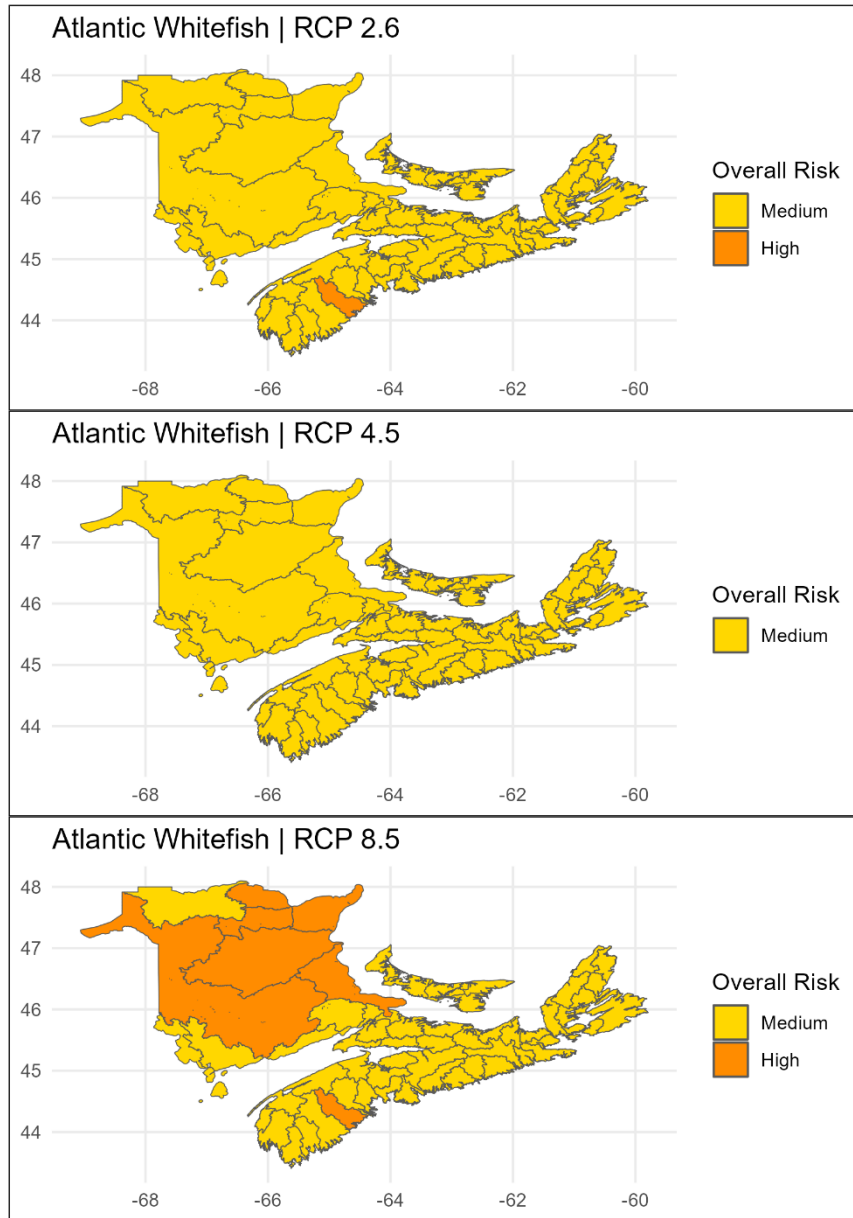 Atlantic Whitefish | RCP 2.6
48
47
46
45
44
-68 -66 -64 -62 -60
Overall Risk
Medium
High
Atlantic Whitefish | RCP 4.5
48
47
46
45
44
-68 -66 -64 -62 -60
Overall Risk
Medium
Atlantic Whitefish | RCP 8.5
48
47
46
45
44
-68 -66 -64 -62 -60
Overall Risk
Medium
High